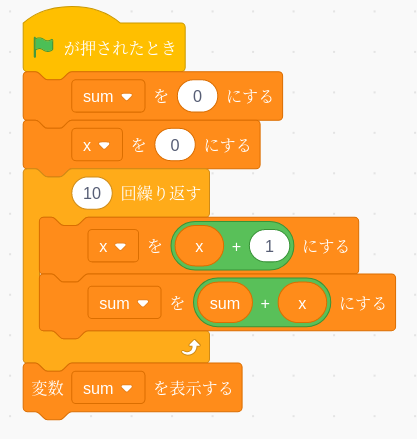 が押されたとき
sum を 0 にする
x を 0 にする
10 回繰り返す
x を x + 1 にする
sum を sum + x にする
変数 sum を表示する